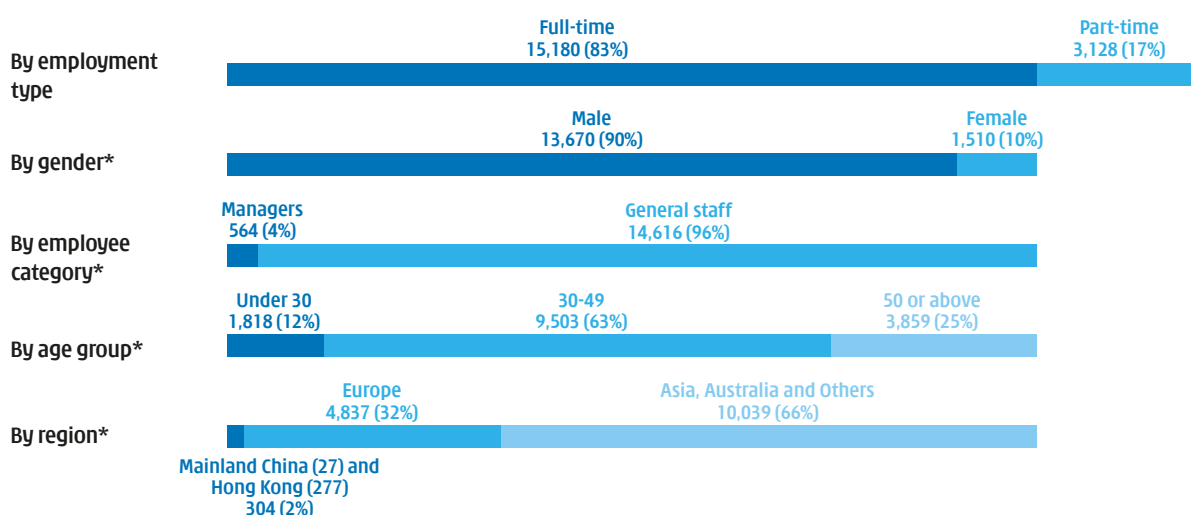 By employment
type
Full-time
15,180 (83%)
Part-time
3,128 (17%)
By gender*
Male
13,670 (90%)
Female
1,510 (10%)
By employee
category*
Managers
564 (4%)
General staff
14,616 (96%)
By age group*
Under 30
1,818 (12%)
30-49
9,503 (63%)
50 or above
3,859 (25%)
By region*
Europe
4,837 (32%)
Asia, Australia and Others
10,039 (66%)
Mainland China (27) and
Hong Kong (277)
304 (2%)